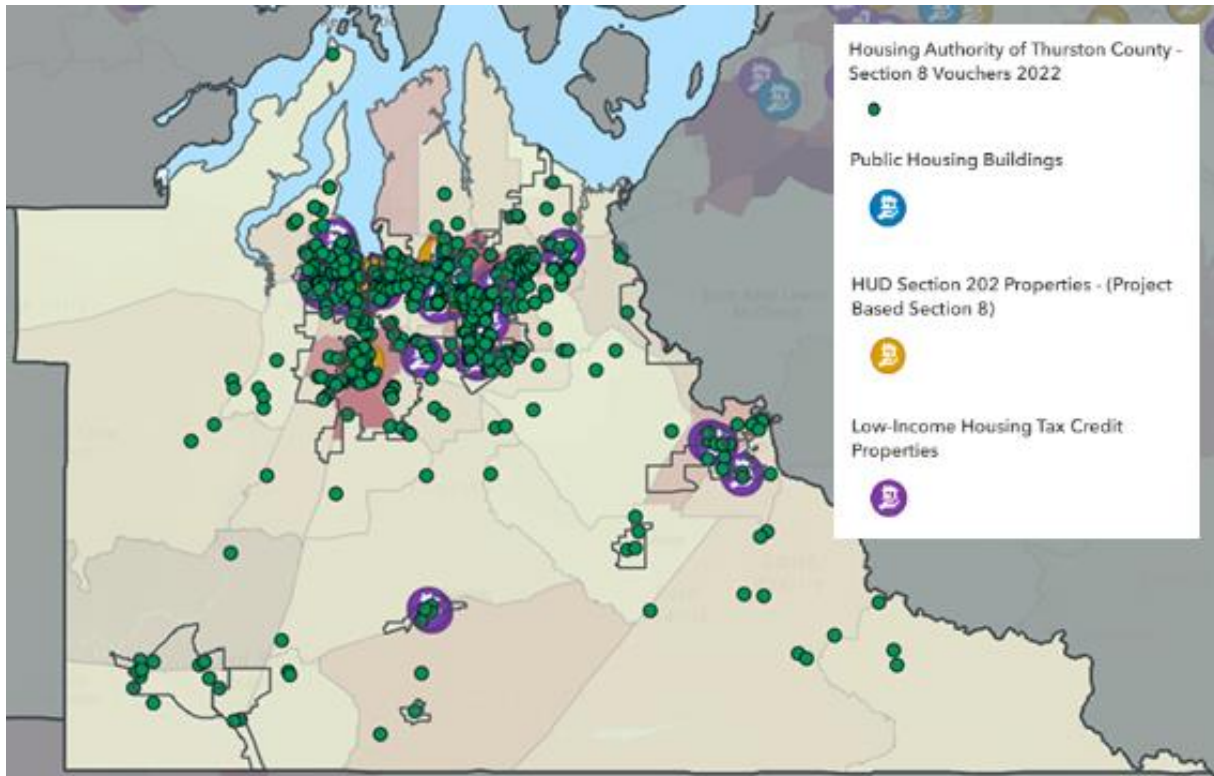 Housing Authority of Thurston County -
Section 8 Vouchers 2022
Public Housing Buildings
HUD Section 202 Properties - (Project
Based Section 8)
Low-Income Housing Tax Credit
Properties